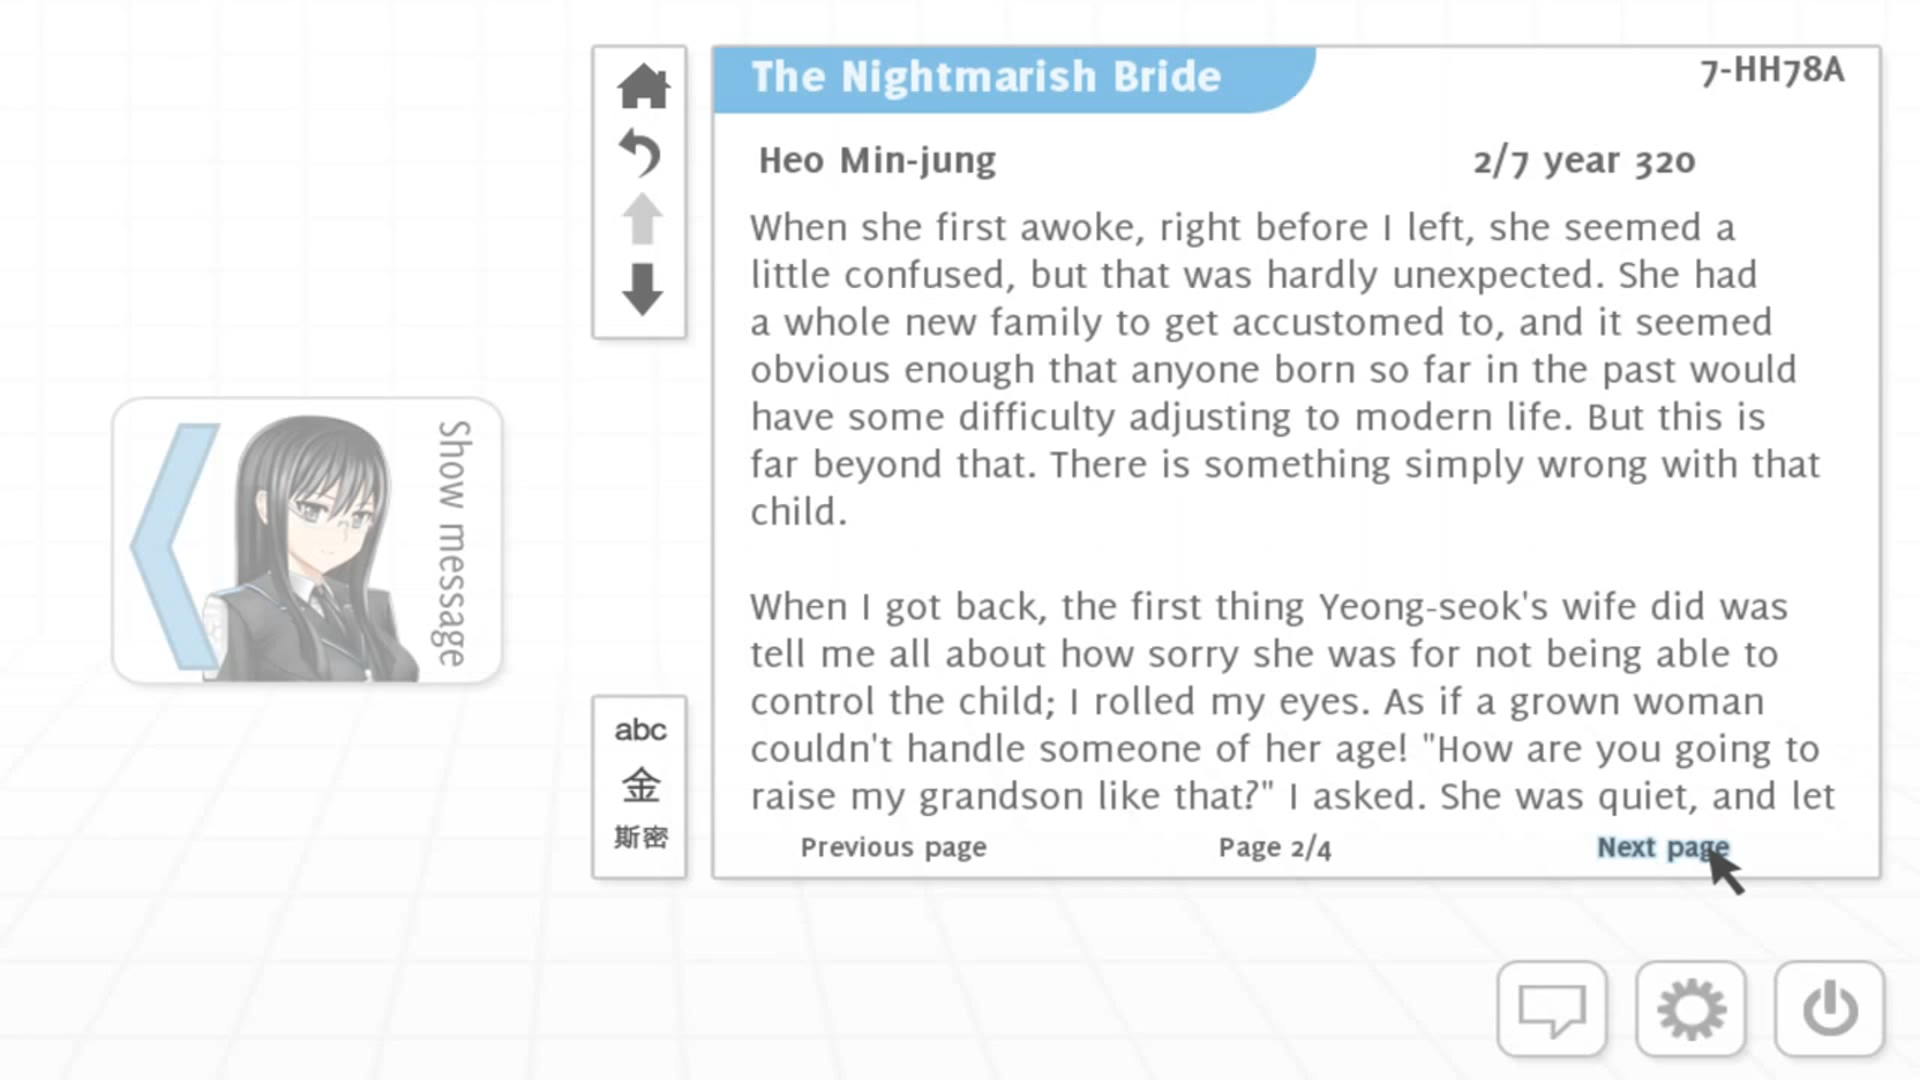 The Nightmarish Bride
7-HH78A
Heo Min-jung
2/7 year 320
When she first awoke, right before I left, she seemed a
little confused, but that was hardly unexpected. She had
a whole new family to get accustomed to, and it seemed
obvious enough that anyone born so far in the past would
have some difficulty adjusting to modern life. But this is
far beyond that. There is something simply wrong with that
child.
When I got back, the first thing Yeong-seok's wife did was
tell me all about how sorry she was for not being able to
control the child; I rolled my eyes. As if a grown woman
couldn't handle someone of her age! "How are you going to
raise my grandson like that?" I asked. She was quiet, and let
Previous page
Page 2/4
Next page
Show message
abc
金
斯密